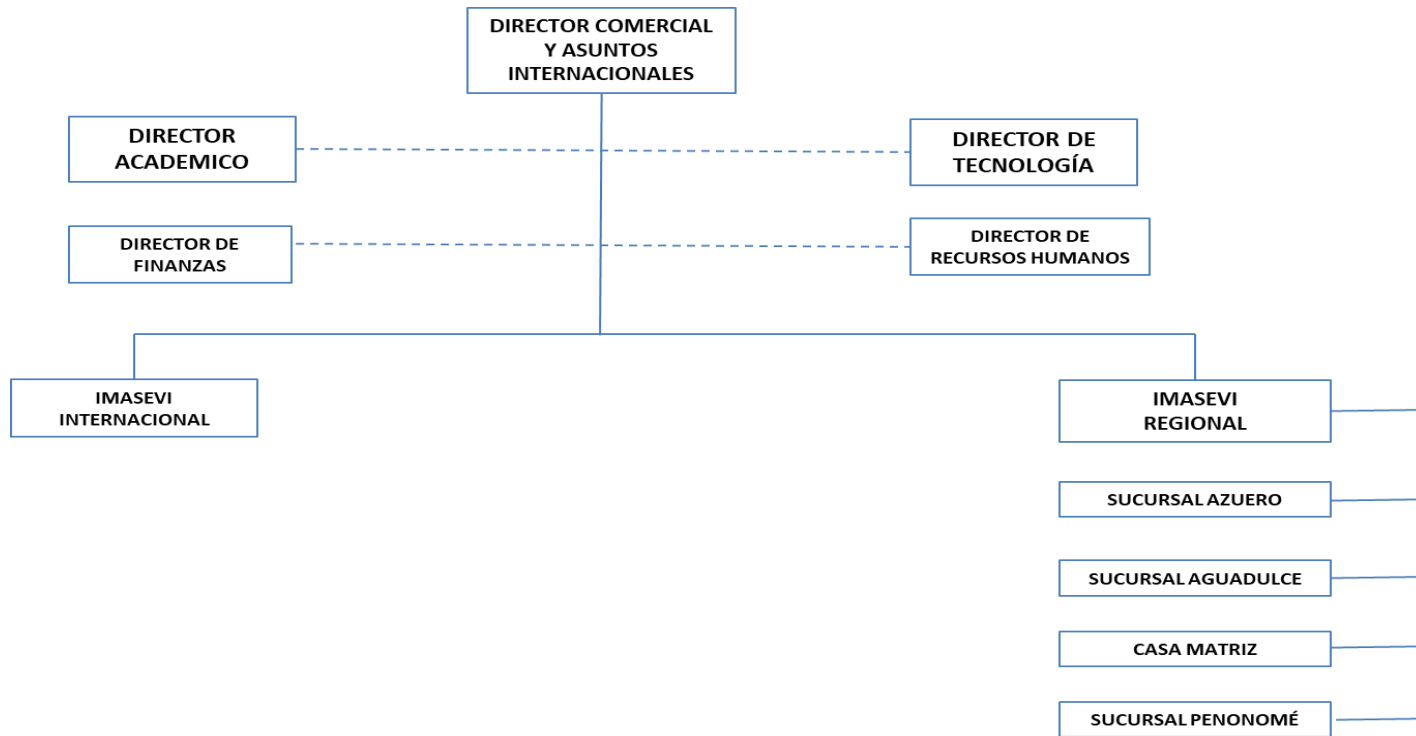 DIRECTOR COMERCIAL
Y ASUNTOS
INTERNACIONALES
DIRECTOR
ACADEMICO
DIRECTOR DE
TECNOLOGÍA
DIRECTOR DE
FINANZAS
DIRECTOR DE
RECURSOS HUMANOS
IMASEVI
INTERNACIONAL
IMASEVI
REGIONAL
SUCURSAL AZUERO
SUCURSAL AGUADULCE
CASA MATRIZ
SUCURSAL PENONOMÉ